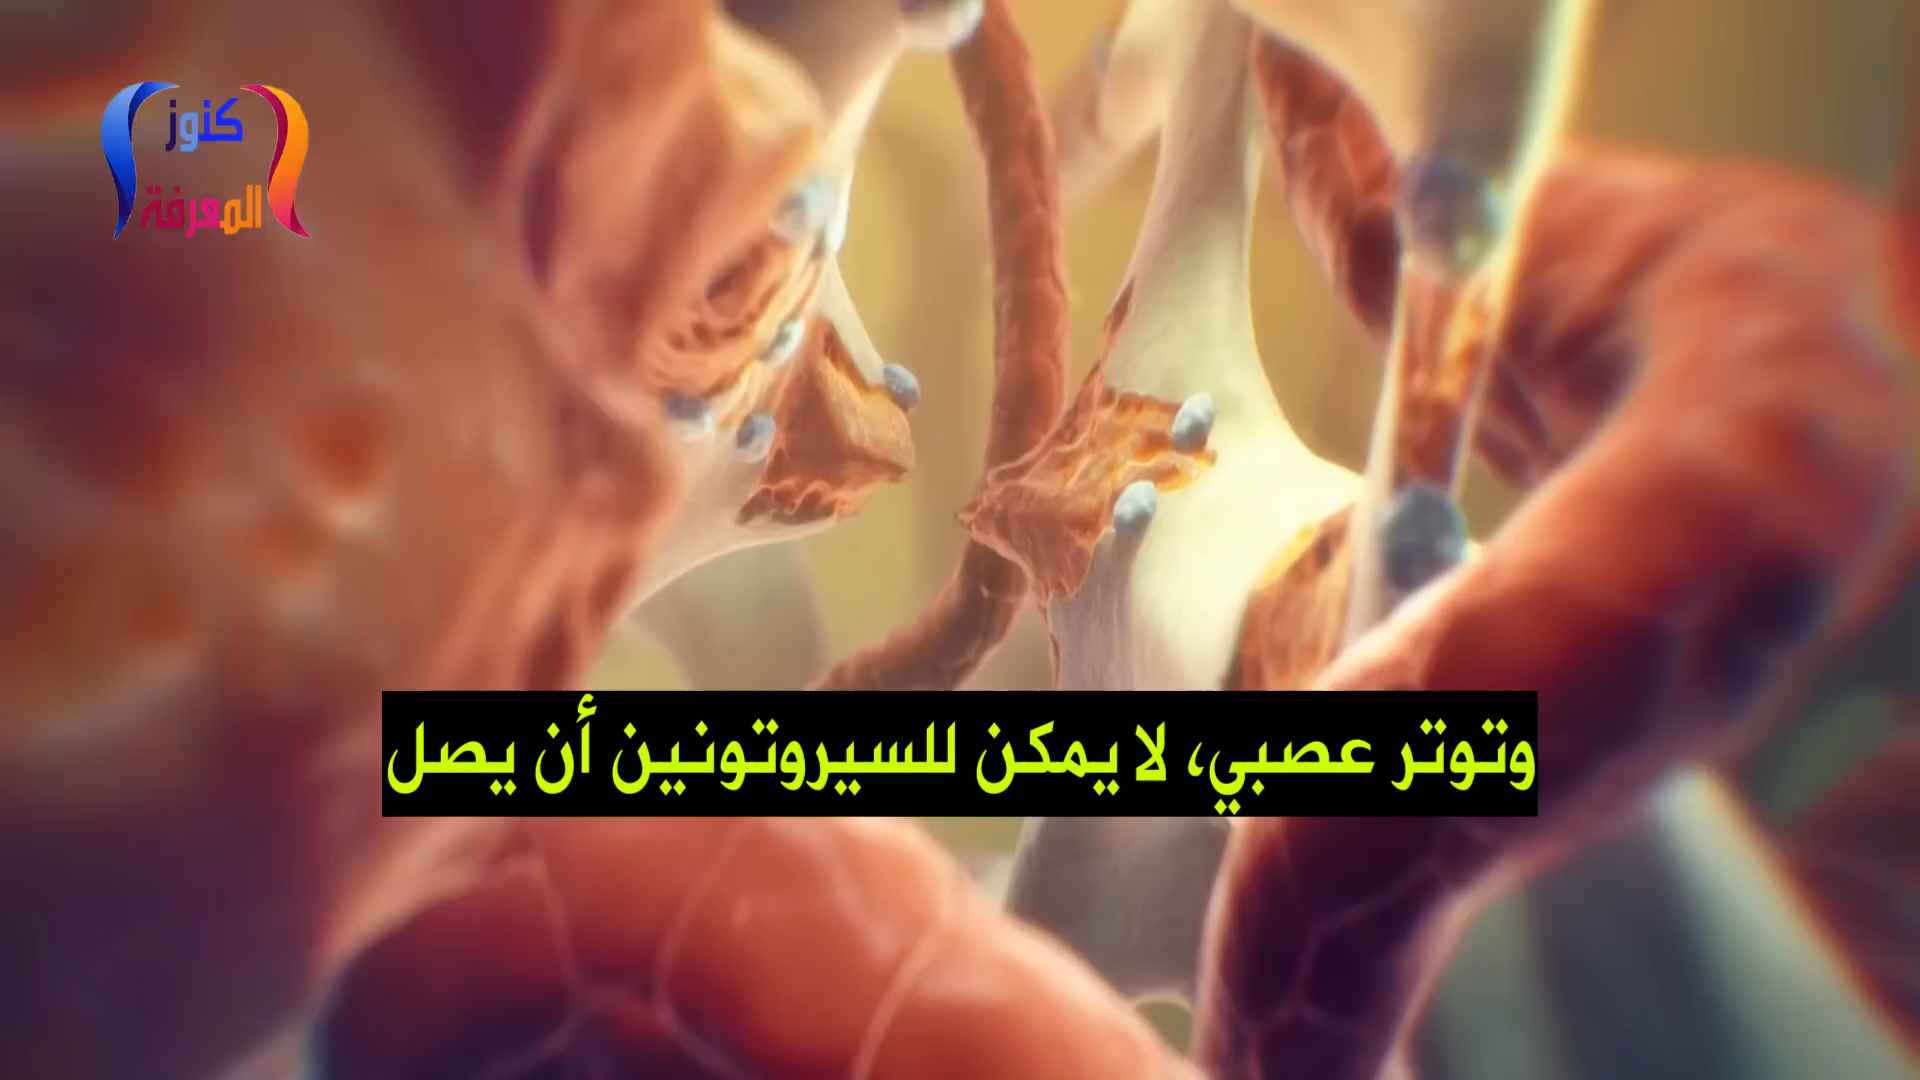 كنوز
المعرفة
وتوتر عصبي، لا يمكن للسيروتونين أن يصل